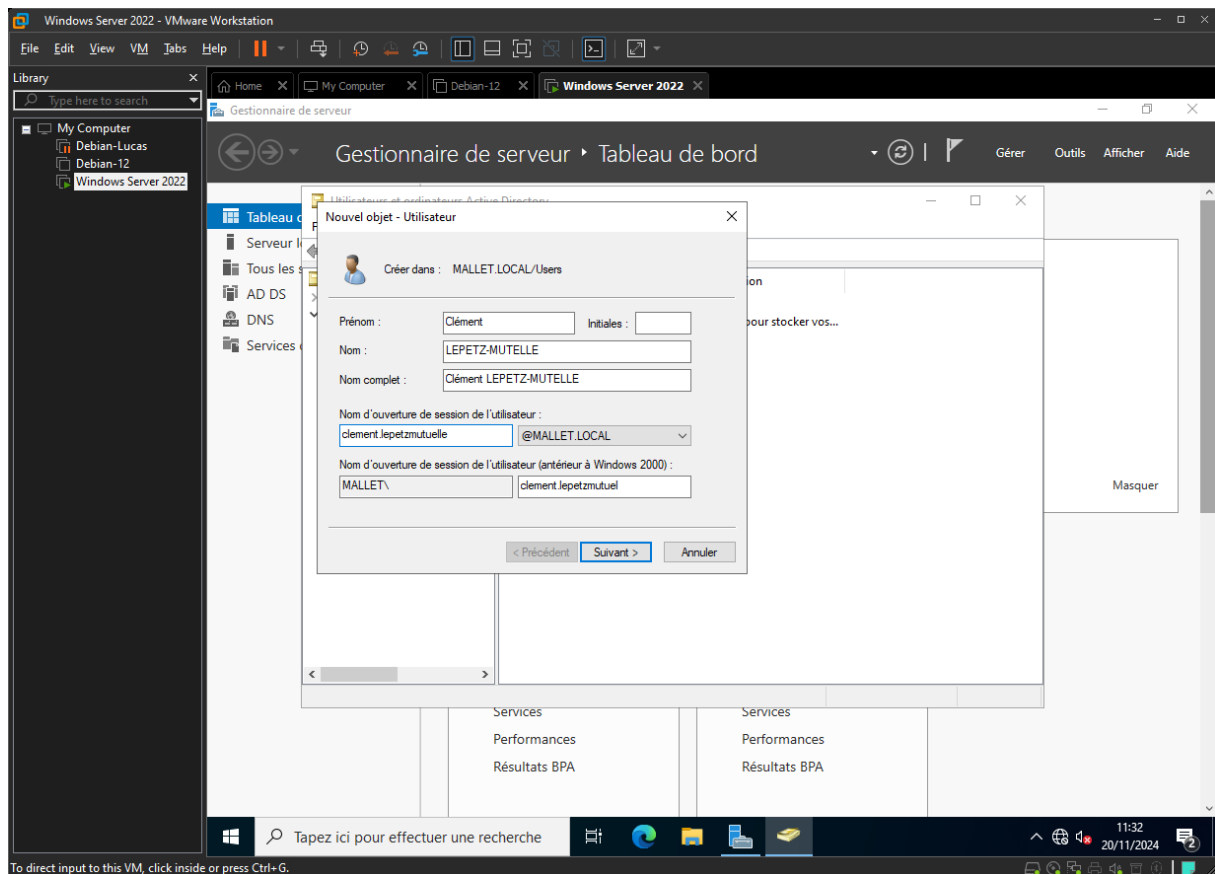 Windows Server 2022 - VMware Workstation
File Edit View VM Tabs Help
Library
Type here to search
My Computer
Debian-Lucas
Debian-12
Windows Server 2022
Home My Computer Debian-12 Windows Server 2022
Gestionnaire de serveur
Gestionnaire de serveur Tableau de bord
Gérer Outils Afficher Aide
Tableau
Serveur
Tous les
AD DS
DNS
Services
Utilisateurs et ordinateurs Active Directory
Nouvel objet - Utilisateur
Créer dans : MALLET.LOCAL/Users
Prénom : Clément Initiales :
Nom : LEPETZ-MUTELLE
Nom complet : Clément LEPETZ-MUTELLE
Nom d'ouverture de session de l'utilisateur :
clement.lepetzmutuelle @MALLET.LOCAL
Nom d'ouverture de session de l'utilisateur (antérieur à Windows 2000) :
MALLET\ clement.lepetzmutuel
< Précédent Suivant > Annuler
ion
pour stocker vos...
Masquer
Services
Performances
Résultats BPA
Services
Performances
Résultats BPA
Tapez ici pour effectuer une recherche
11:32
20/11/2024
2
To direct input to this VM, click inside or press Ctrl+G.